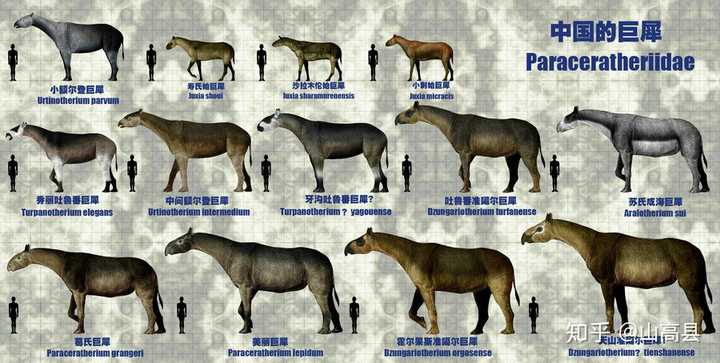 中国的巨犀
Paraceratheriidae
小额尔登巨犀
Urtinotherium parvum
寿氏始巨犀
Juxia shoui
沙拉木伦始巨犀
Juxia sharamurenensis
小刺始巨犀
Juxia micracis
秀丽吐鲁番巨犀
Turpanotherium elegans
中间额尔登巨犀
Urtinotherium intermedium
牙沟吐鲁番巨犀?
Turpanotherium ? yagouense
吐鲁番准噶尔巨犀
Dzungariotherium turfanense
苏氏咸海巨犀
Aralotherium sui
葛氏巨犀
Paraceratherium grangeri
美丽巨犀
Paraceratherium lepidum
霍尔果斯准噶尔巨犀
Dzungariotherium orgosense
天山准噶尔巨犀
Dzungariotherium? tienshanense
知乎 @山高县